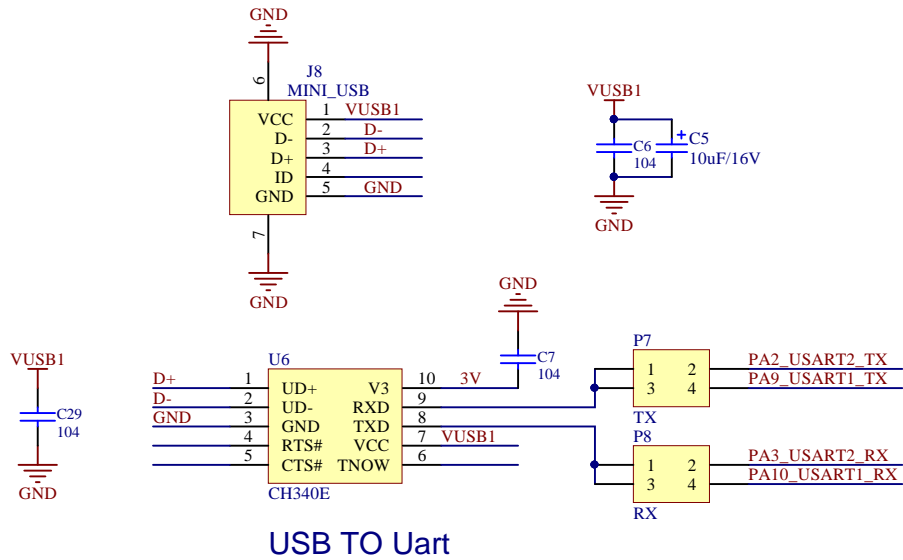 GND
6
J8
MINI_USB
VCC 1 VUSB1
D- 2 D-
D+ 3 D+
ID 4
GND 5 GND
7
GND
VUSB1
C6
104
+ C5
10uF/16V
GND
VUSB1
C29
104
GND
GND
C7
104
U6
D+ 1 UD+ V3 10 3V
D- 2 UD- RXD 9
GND 3 GND TXD 8
4 RTS# VCC 7 VUSB1
5 CTS# TNOW 6
CH340E
P7
1 2 PA2_USART2_TX
3 4 PA9_USART1_TX
TX
P8
1 2 PA3_USART2_RX
3 4 PA10_USART1_RX
RX
USB TO Uart